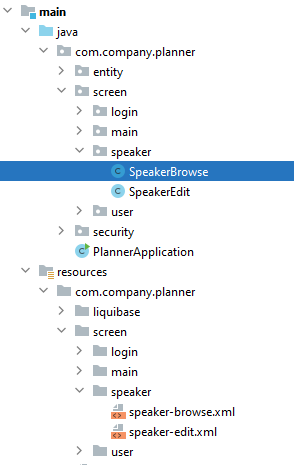 main
java
com.company.planner
entity
screen
login
main
speaker
SpeakerBrowse
SpeakerEdit
user
security
PlannerApplication
resources
com.company.planner
liquibase
screen
login
main
speaker
speaker-browse.xml
speaker-edit.xml
user